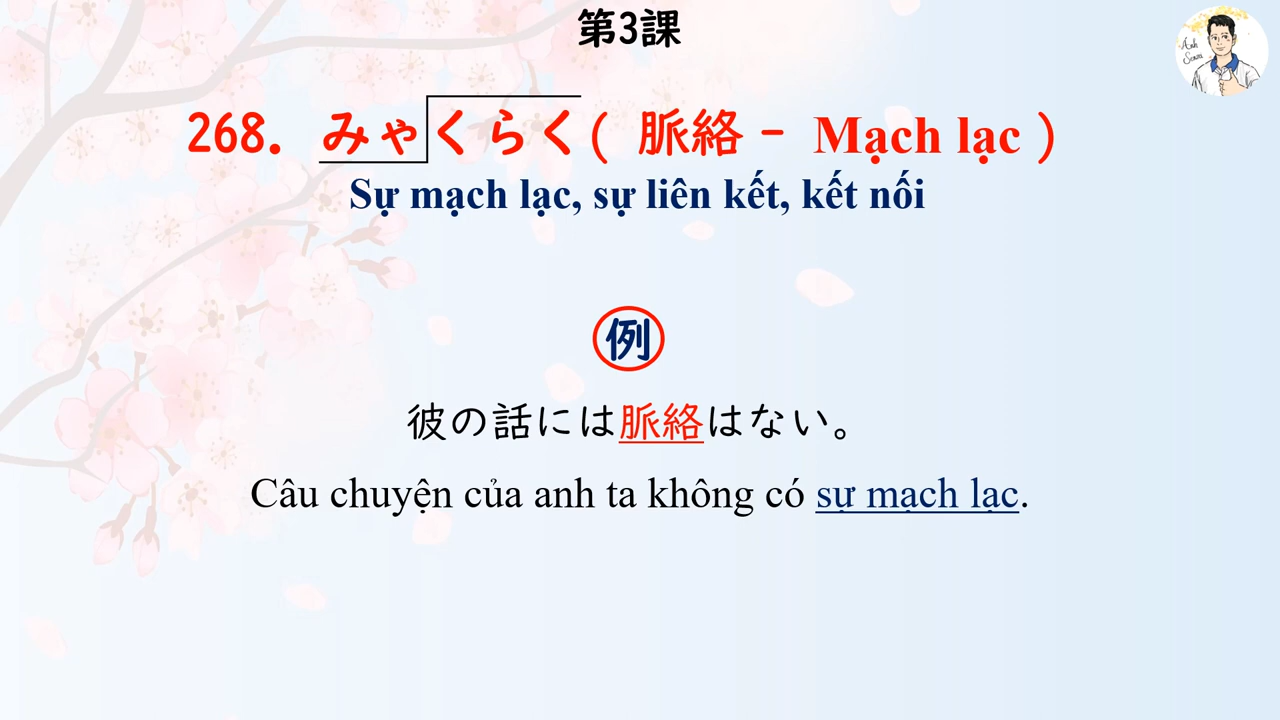 第3課
Anh
Sensei
268. みゃくらく( 脈絡 - Mạch lạc )
Sự mạch lạc, sự liên kết, kết nối
例
彼の話には脈絡はない。
Câu chuyện của anh ta không có sự mạch lạc.